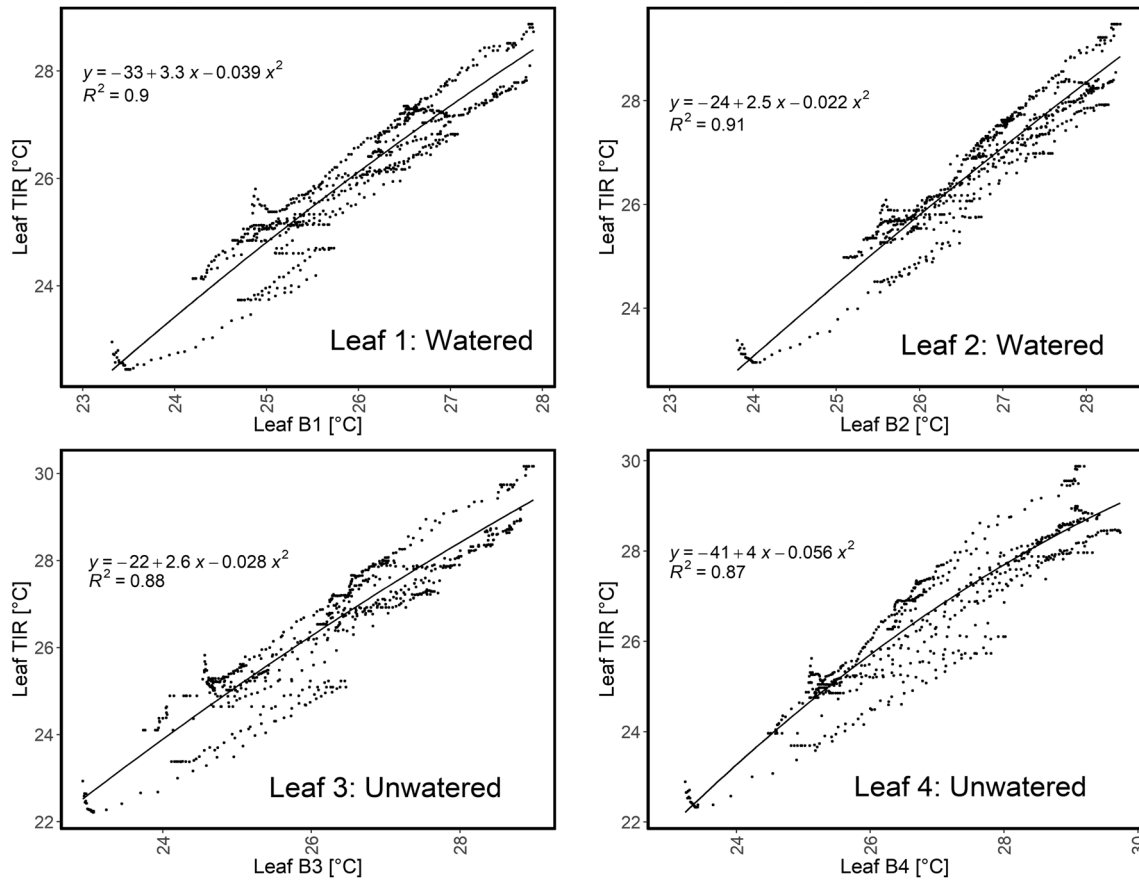 y = −33 + 3.3 x − 0.039 x²
R² = 0.9
Leaf 1: Watered
Leaf TIR [°C]
28
26
24
23 24 25 26 27 28
Leaf B1 [°C]
y = −24 + 2.5 x − 0.022 x²
R² = 0.91
Leaf 2: Watered
Leaf TIR [°C]
28
26
24
23 24 25 26 27 28
Leaf B2 [°C]
y = −22 + 2.6 x − 0.028 x²
R² = 0.88
Leaf 3: Unwatered
Leaf TIR [°C]
30
28
26
24
22
24 26 28
Leaf B3 [°C]
y = −41 + 4 x − 0.056 x²
R² = 0.87
Leaf 4: Unwatered
Leaf TIR [°C]
30
28
26
24
22
24 26 28 30
Leaf B4 [°C]